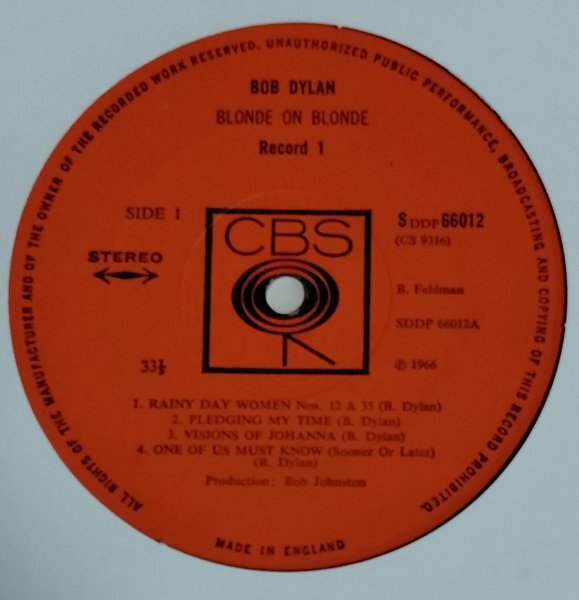 ALL RIGHTS OF THE MANUFACTURER AND OF THE OWNER OF THE RECORDED WORK RESERVED. UNAUTHORIZED PUBLIC PERFORMANCE, BROADCASTING AND COPYING OF THIS RECORD PROHIBITED.
BOB DYLAN
BLONDE ON BLONDE
Record 1
SIDE 1
S DDP 66012
(CS 9316)
STEREO
CBS
B. Feldman
SDDP 66012A
33⅓
℗ 1966
1. RAINY DAY WOMEN Nos. 12 & 35 (B. Dylan)
2. PLEDGING MY TIME (B. Dylan)
3. VISIONS OF JOHANNA (B. Dylan)
4. ONE OF US MUST KNOW (Sooner Or Later)
(B. Dylan)
Production : Bob Johnston
MADE IN ENGLAND